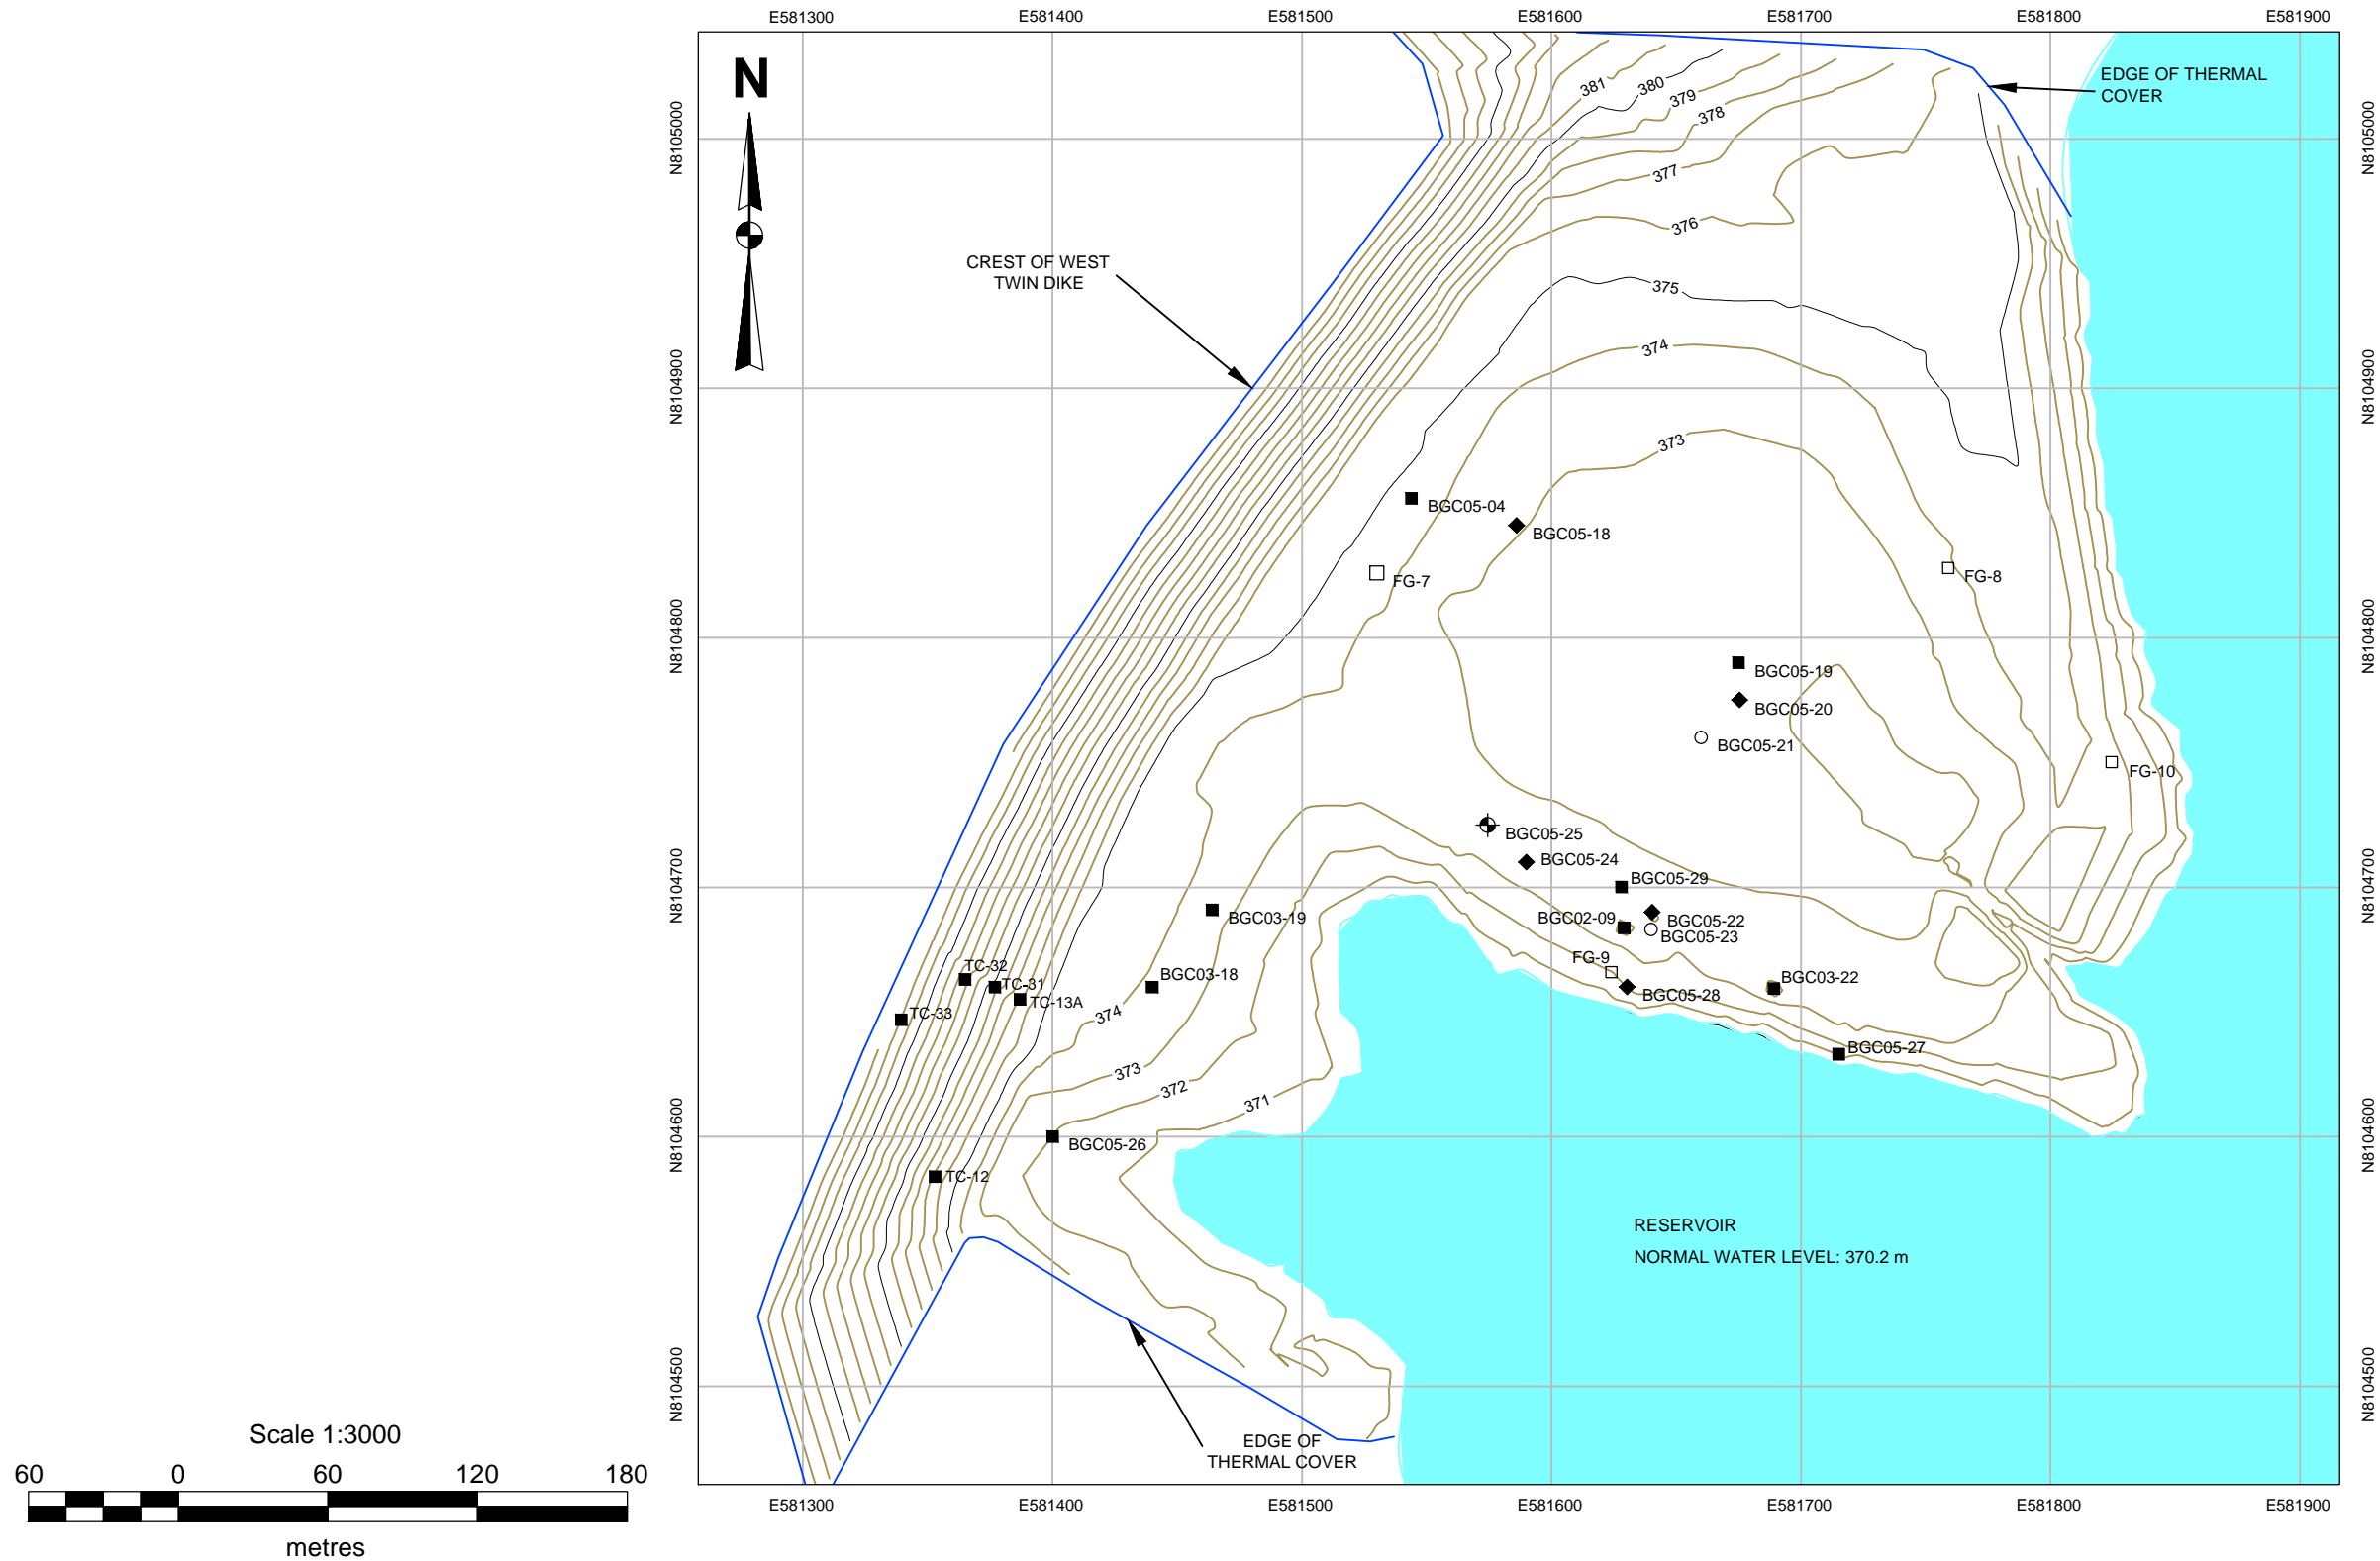 E581300
E581400
E581500
E581600
E581700
E581800
E581900
N
EDGE OF THERMAL
COVER
381
380
379
378
377
376
375
374
373
N8105000
N8105000
CREST OF WEST
TWIN DIKE
N8104900
N8104900
BGC05-04
BGC05-18
FG-7
FG-8
N8104800
N8104800
BGC05-19
BGC05-20
BGC05-21
FG-10
BGC05-25
BGC05-24
BGC05-29
N8104700
N8104700
BGC03-19
BGC02-09
BGC05-22
BGC05-23
FG-9
BGC05-28
BGC03-22
BGC05-27
TC-32
TC-31
TC-13A
TC-33
BGC03-18
374
373
372
371
BGC05-26
TC-12
N8104600
N8104600
RESERVOIR
NORMAL WATER LEVEL: 370.2 m
N8104500
N8104500
EDGE OF
THERMAL COVER
Scale 1:3000
60 0 60 120 180
metres
E581300
E581400
E581500
E581600
E581700
E581800
E581900